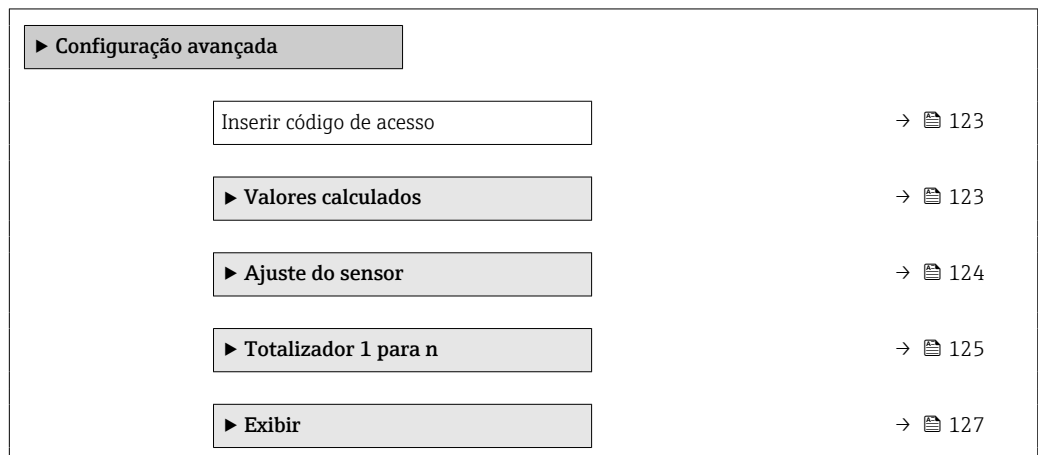 ▶ Configuração avançada
Inserir código de acesso → 123
▶ Valores calculados → 123
▶ Ajuste do sensor → 124
▶ Totalizador 1 para n → 125
▶ Exibir → 127